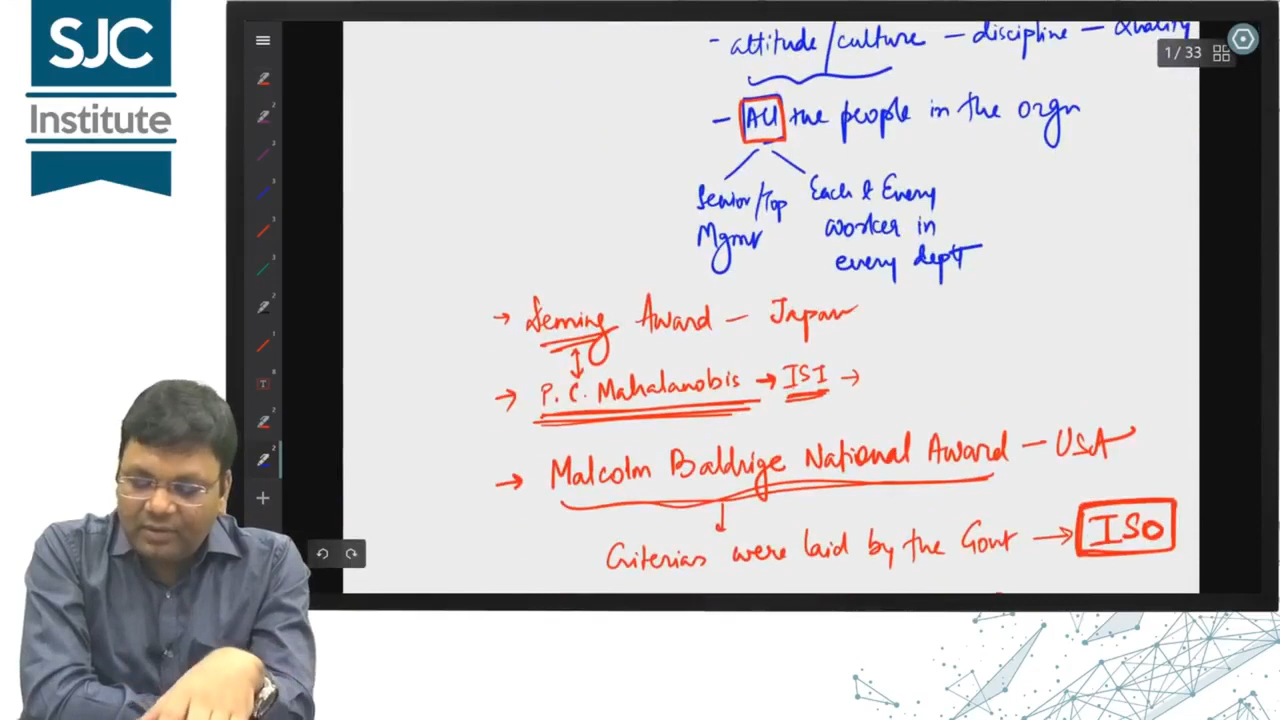 SJC
Institute
- attitude/culture - discipline - Quality
1/33
- All the people in the orgn
Senior/Top
Mgmt
Each & Every
worker in
every dept
→ Deming Award - Japan
→ P. C. Mahalanobis → ISI →
→ Malcolm Baldrige National Award - USA
Criterias were laid by the Govt → ISO